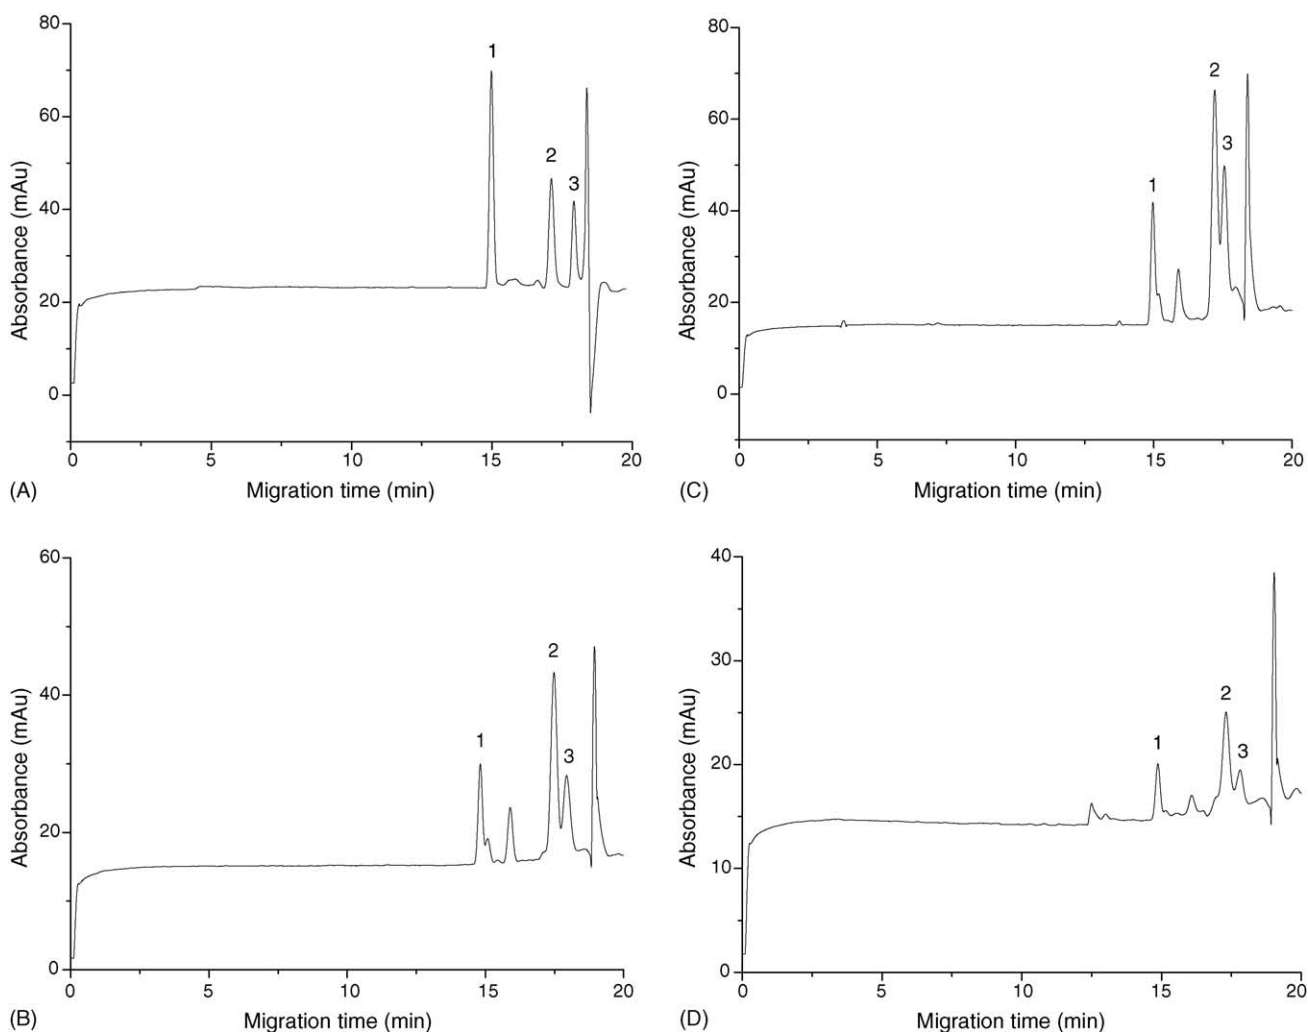 80
60
40
20
0
Absorbance (mAu)
1
2
3
0 5 10 15 20
(A) Migration time (min)
80
60
40
20
0
Absorbance (mAu)
1
2
3
0 5 10 15 20
(C) Migration time (min)
60
40
20
0
Absorbance (mAu)
1
2
3
0 5 10 15 20
(B) Migration time (min)
40
30
20
10
0
Absorbance (mAu)
1
2
3
0 5 10 15 20
(D) Migration time (min)